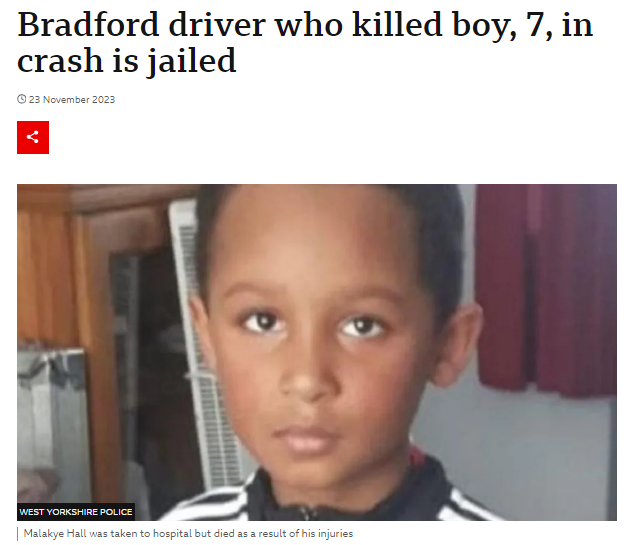 Bradford driver who killed boy, 7, in
crash is jailed
23 November 2023
WEST YORKSHIRE POLICE
Malakye Hall was taken to hospital but died as a result of his injuries